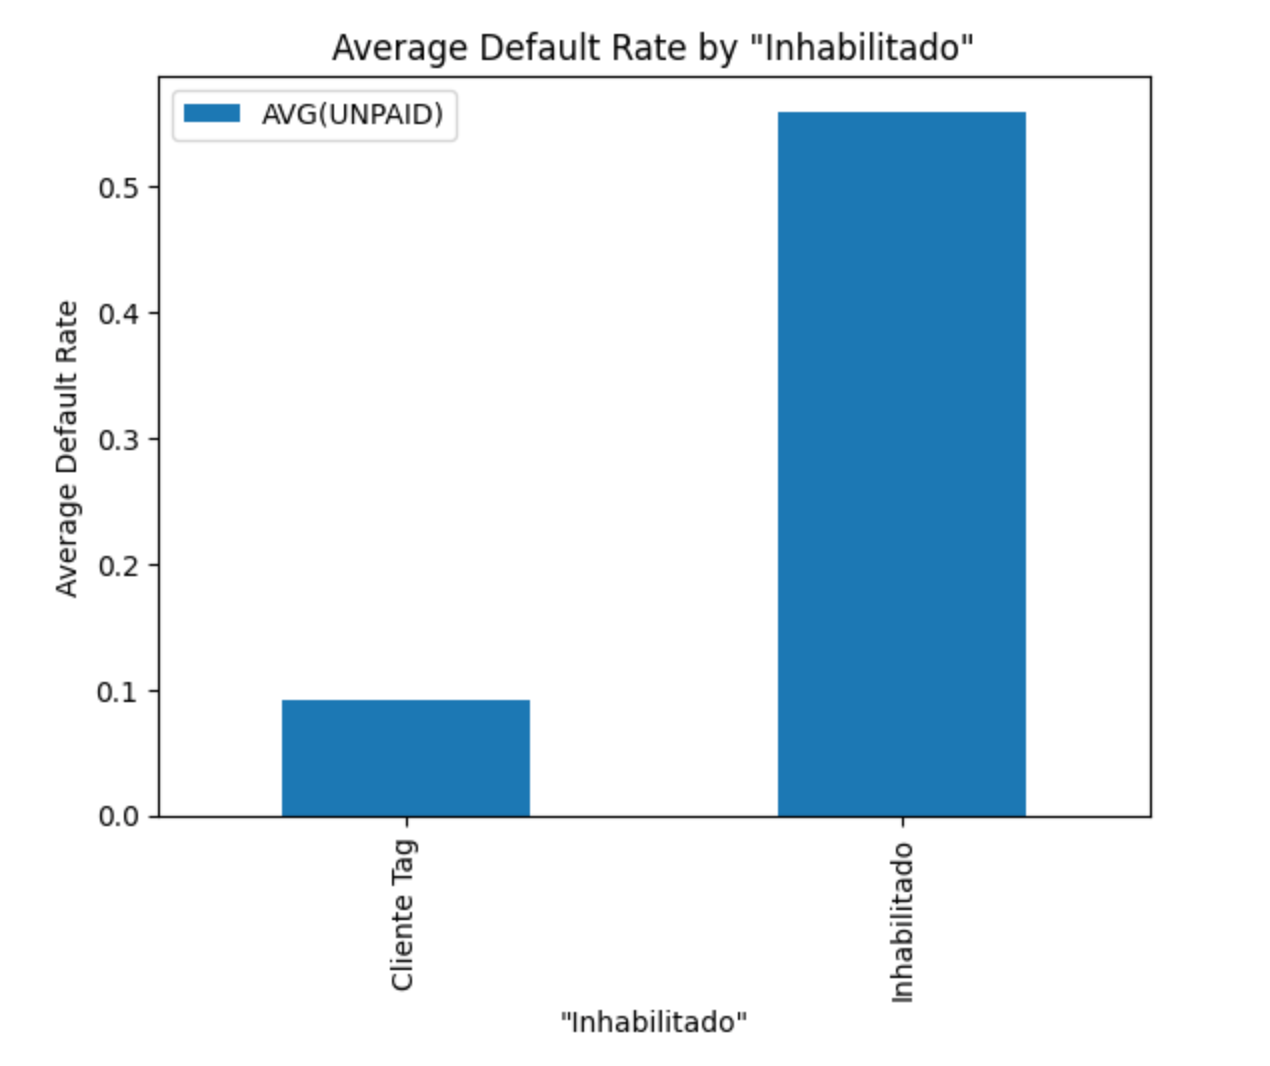 Average Default Rate by "Inhabilitado"
AVG(UNPAID)
Average Default Rate
0.5
0.4
0.3
0.2
0.1
0.0
Cliente Tag
Inhabilitado
"Inhabilitado"